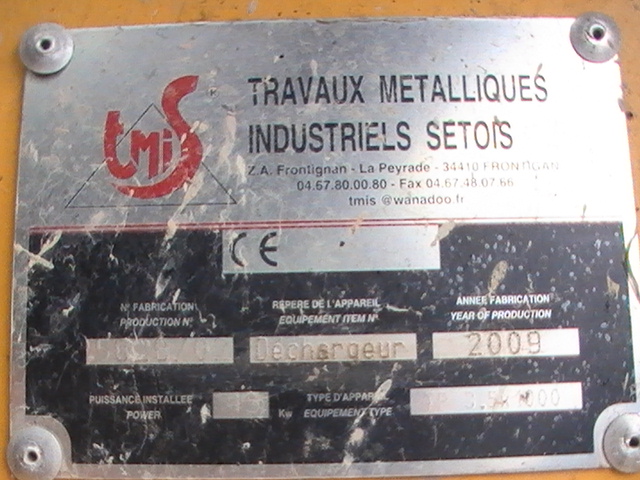 tmis
TRAVAUX METALLIQUES
INDUSTRIELS SETOIS
Z.A. Frontignan - La Peyrade - 34410 FRONTIGAN
04.67.80.00.80 - Fax 04.67.48.07.66
tmis @wanadoo.fr
CE
N° FABRICATION
PRODUCTION N°
REPERE DE L'APPAREIL
EQUIPEMENT ITEM N°
Déchargeur
ANNÉE FABRICATION
YEAR OF PRODUCTION
2009
PUISSANCE INSTALLEE
POWER
Kw
TYPE D'APPAREIL
EQUIPEMENT TYPE